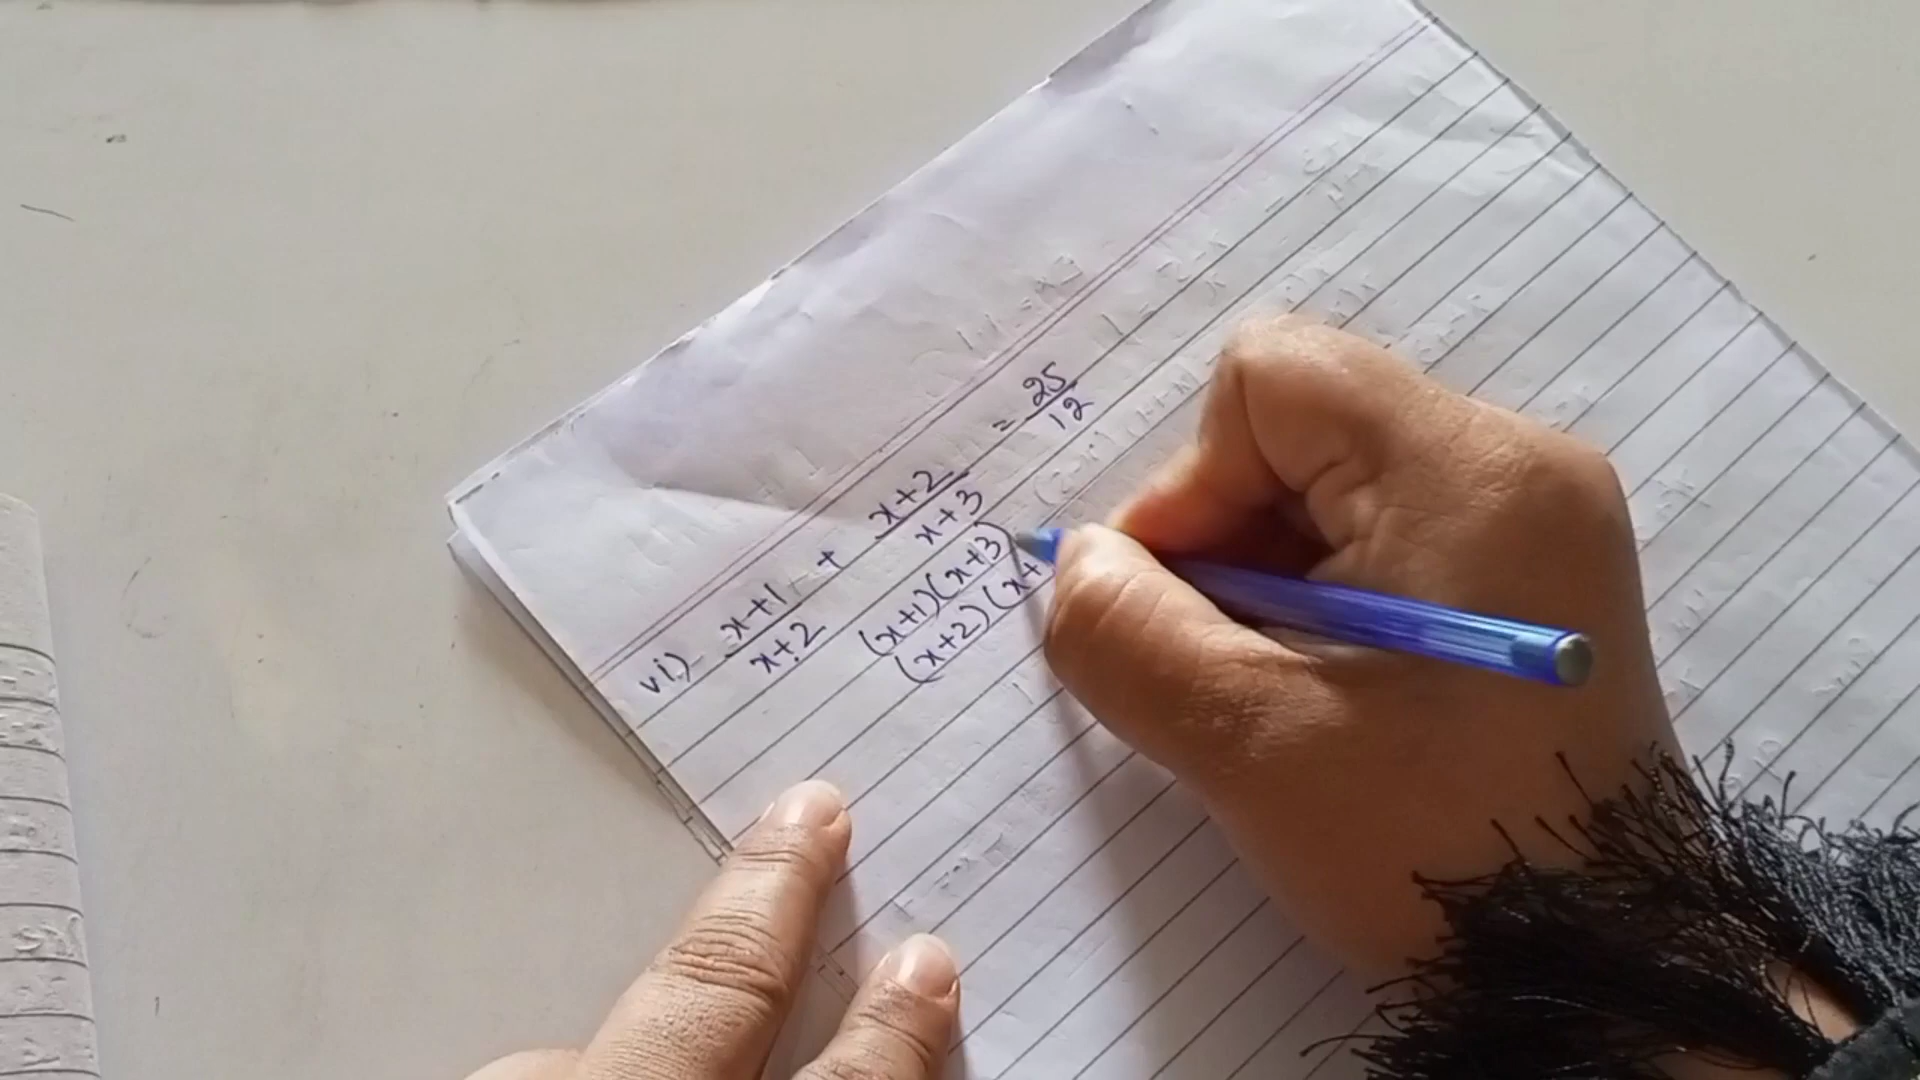 vi) x+1/x+2 + x+2/x+3 = 25/12
(x+1)(x+3)
(x+2)(x+